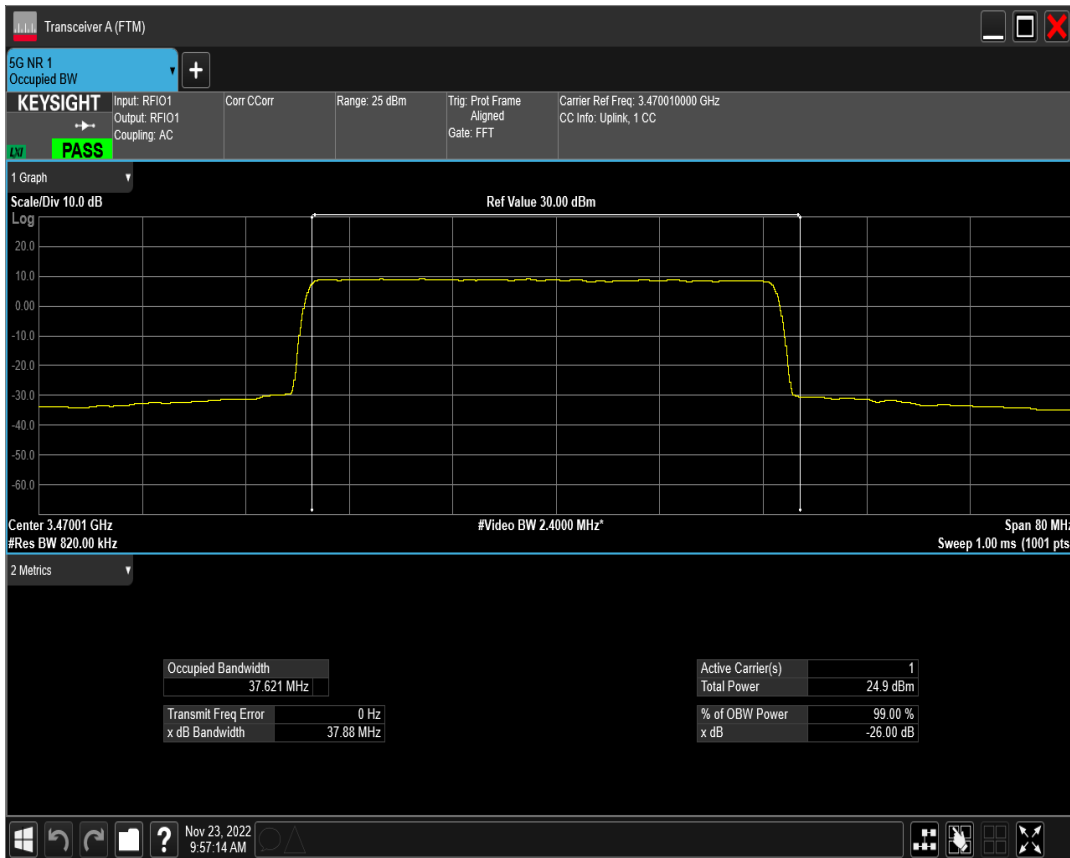 Transceiver A (FTM)
5G NR 1
Occupied BW
+
KEYSIGHT
LXI
PASS
Input: RFIO1
Output: RFIO1
Coupling: AC
Corr CCorr
Range: 25 dBm
Trig: Prot Frame
Aligned
Gate: FFT
Carrier Ref Freq: 3.470010000 GHz
CC Info: Uplink, 1 CC
1 Graph
Scale/Div 10.0 dB
Ref Value 30.00 dBm
Log
20.0
10.0
0.00
-10.0
-20.0
-30.0
-40.0
-50.0
-60.0
Center 3.47001 GHz
#Video BW 2.4000 MHz*
Span 80 MHz
#Res BW 820.00 kHz
Sweep 1.00 ms (1001 pts
2 Metrics
Occupied Bandwidth
37.621 MHz
Transmit Freq Error 0 Hz
x dB Bandwidth 37.88 MHz
Active Carrier(s) 1
Total Power 24.9 dBm
% of OBW Power 99.00 %
x dB -26.00 dB
?
Nov 23, 2022
9:57:14 AM